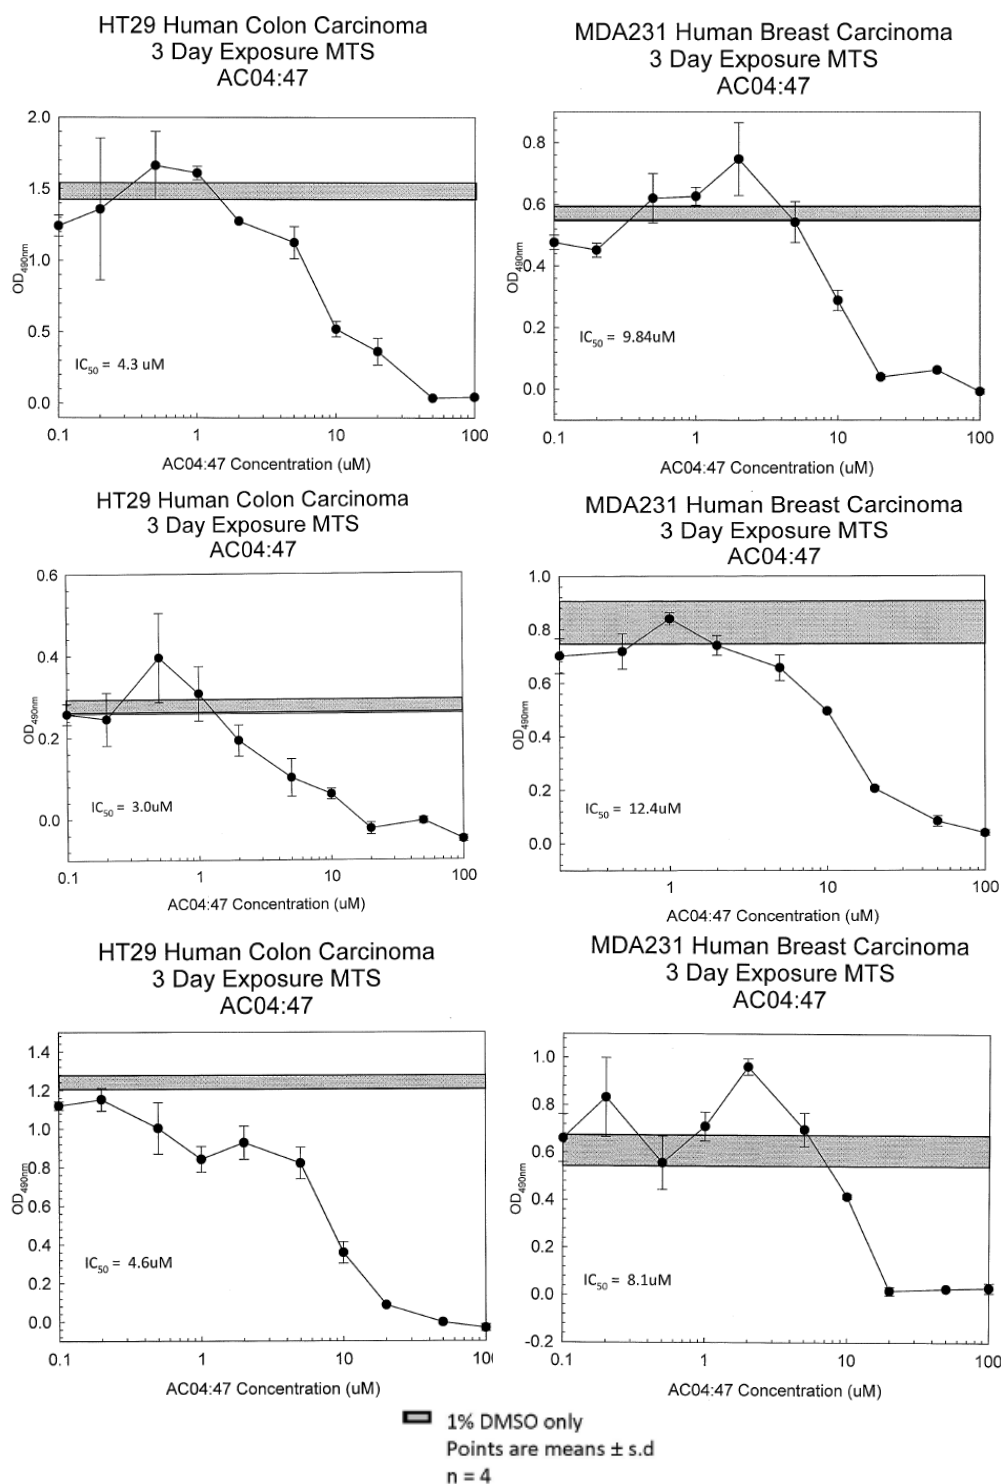 HT29 Human Colon Carcinoma
3 Day Exposure MTS
AC04:47
2.0
1.5
1.0
0.5
0.0
OD490nm
IC50 = 4.3 uM
0.1
1
10
100
AC04:47 Concentration (uM)
MDA231 Human Breast Carcinoma
3 Day Exposure MTS
AC04:47
0.8
0.6
0.4
0.2
0.0
OD490nm
IC50 = 9.84uM
0.1
1
10
100
AC04:47 Concentration (uM)
HT29 Human Colon Carcinoma
3 Day Exposure MTS
AC04:47
0.6
0.4
0.2
0.0
OD490nm
IC50 = 3.0uM
0.1
1
10
100
AC04:47 Concentration (uM)
MDA231 Human Breast Carcinoma
3 Day Exposure MTS
AC04:47
1.0
0.8
0.6
0.4
0.2
0.0
OD490nm
IC50 = 12.4uM
1
10
100
AC04:47 Concentration (uM)
HT29 Human Colon Carcinoma
3 Day Exposure MTS
AC04:47
1.4
1.2
1.0
0.8
0.6
0.4
0.2
0.0
OD490nm
IC50 = 4.6uM
0.1
1
10
10
AC04:47 Concentration (uM)
MDA231 Human Breast Carcinoma
3 Day Exposure MTS
AC04:47
1.0
0.8
0.6
0.4
0.2
0.0
-0.2
OD490nm
IC50 = 8.1uM
0.1
1
10
100
AC04:47 Concentration (uM)
1% DMSO only
Points are means ± s.d
n = 4